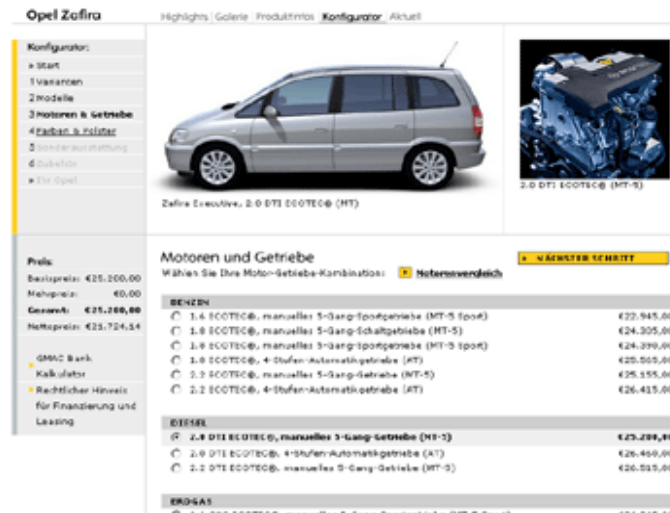 Opel Zafira
Highlights | Galerie | Produktinfos | Konfigurator | Aktuell
Konfigurator:
» Start
1 Varianten
2 Modelle
3 Motoren & Getriebe
4 Farben & Polster
5 Sonderausstattung
6 Zubehör
» Ihr Opel
Zafira Executive, 2.0 DTI ECOTEC® (MT)
2.0 DTI ECOTEC® (MT-5)
Preis:
Basispreis: €25.200,00
Mehrpreis: €0,00
Gesamt: €25.200,00
Nettopreis: €21.724,14
GMAC Bank
Kalkulator
Rechtlicher Hinweis
für Finanzierung und
Leasing
Motoren und Getriebe
Wählen Sie Ihre Motor-Getriebe-Kombination:
Motorenvergleich
NÄCHSTER SCHRITT
BENZIN
1.6 ECOTEC®, manuelles 5-Gang-Sportgetriebe (MT-5 Sport) €22.945,00
1.8 ECOTEC®, manuelles 5-Gang-Schaltgetriebe (MT-5) €24.305,00
1.8 ECOTEC®, manuelles 5-Gang-Sportgetriebe (MT-5 Sport)
1.8 ECOTEC®, 4-Stufen-Automatikgetriebe (AT) €25.565,00
2.2 ECOTEC®, manuelles 5-Gang-Getriebe (MT-5) €25.155,00
2.2 ECOTEC®, 4-Stufen-Automatikgetriebe (AT) €26.415,00
DIESEL
2.0 DTI ECOTEC®, manuelles 5-Gang-Getriebe (MT-5) €25.200,00
2.0 DTI ECOTEC®, 4-Stufen-Automatikgetriebe (AT) €26.460,00
2.2 DTI ECOTEC®, manuelles 5-Gang-Getriebe (MT-5) €26.515,00
ERDGAS